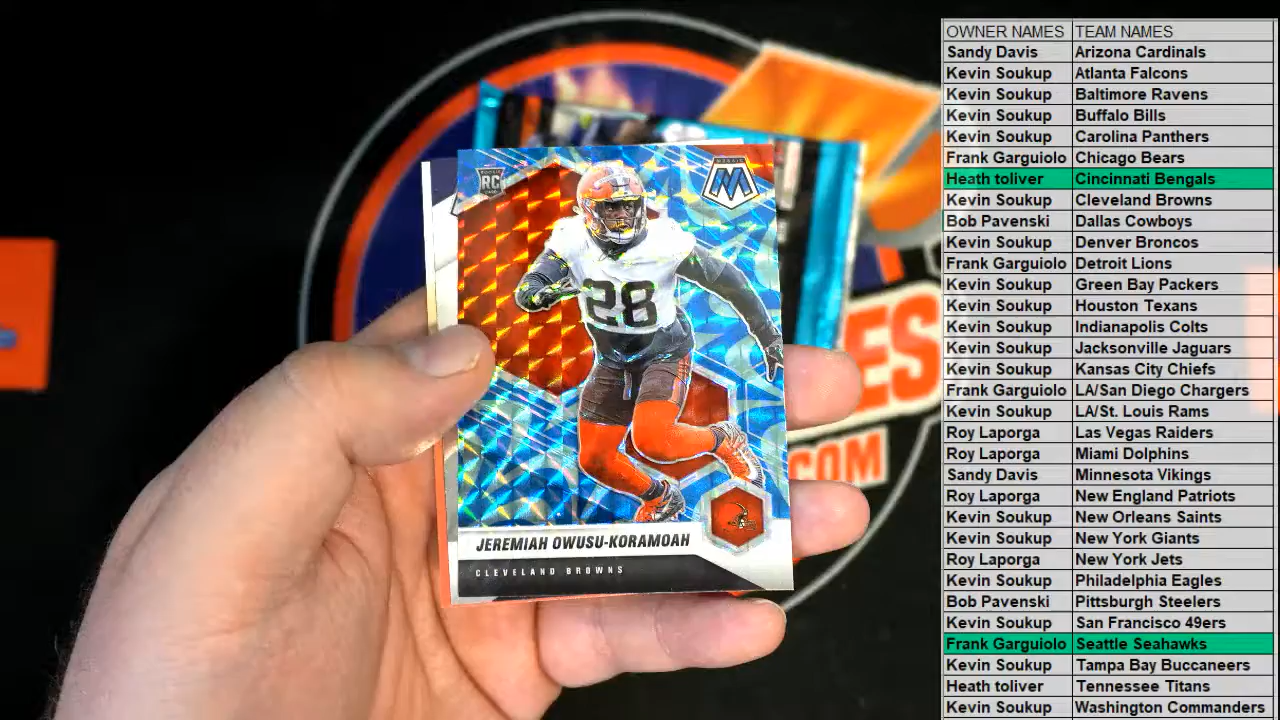 RC
MOSAIC
28
JEREMIAH OWUSU-KORAMOAH
CLEVELAND BROWNS
ES
.COM
OWNER NAMES TEAM NAMES
Sandy Davis Arizona Cardinals
Kevin Soukup Atlanta Falcons
Kevin Soukup Baltimore Ravens
Kevin Soukup Buffalo Bills
Kevin Soukup Carolina Panthers
Frank Garguiolo Chicago Bears
Heath toliver Cincinnati Bengals
Kevin Soukup Cleveland Browns
Bob Pavenski Dallas Cowboys
Kevin Soukup Denver Broncos
Frank Garguiolo Detroit Lions
Kevin Soukup Green Bay Packers
Kevin Soukup Houston Texans
Kevin Soukup Indianapolis Colts
Kevin Soukup Jacksonville Jaguars
Kevin Soukup Kansas City Chiefs
Frank Garguiolo LA/San Diego Chargers
Kevin Soukup LA/St. Louis Rams
Roy Laporga Las Vegas Raiders
Roy Laporga Miami Dolphins
Sandy Davis Minnesota Vikings
Roy Laporga New England Patriots
Kevin Soukup New Orleans Saints
Kevin Soukup New York Giants
Roy Laporga New York Jets
Kevin Soukup Philadelphia Eagles
Bob Pavenski Pittsburgh Steelers
Kevin Soukup San Francisco 49ers
Frank Garguiolo Seattle Seahawks
Kevin Soukup Tampa Bay Buccaneers
Heath toliver Tennessee Titans
Kevin Soukup Washington Commanders